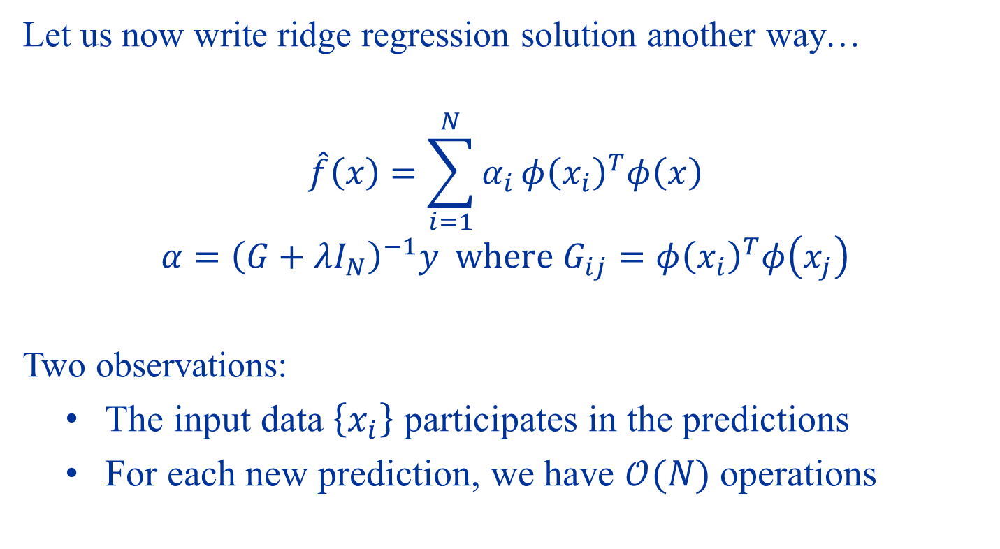 Let us now write ridge regression solution another way…
$\hat{f}(x) = \sum_{i=1}^{N} \alpha_i \, \phi(x_i)^T \phi(x)$
$\alpha = (G + \lambda I_N)^{-1} y$ where $G_{ij} = \phi(x_i)^T \phi(x_j)$
Two observations:
• The input data $\{x_i\}$ participates in the predictions
• For each new prediction, we have $\mathcal{O}(N)$ operations